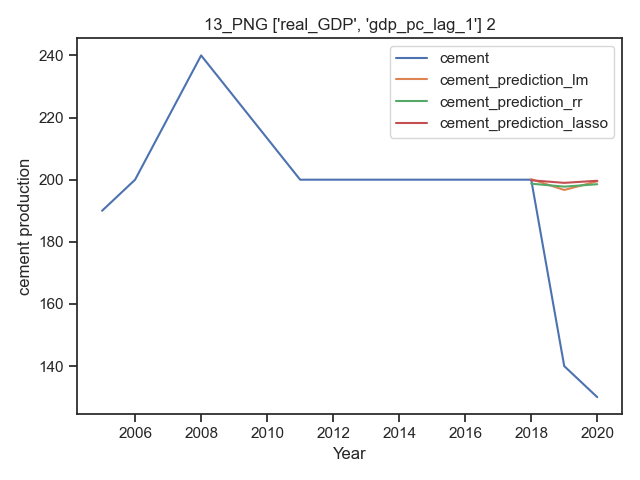 13_PNG ['real_GDP', 'gdp_pc_lag_1'] 2
cement
cement_prediction_lm
cement_prediction_rr
cement_prediction_lasso
cement production
240
220
200
180
160
140
2006 2008 2010 2012 2014 2016 2018 2020
Year